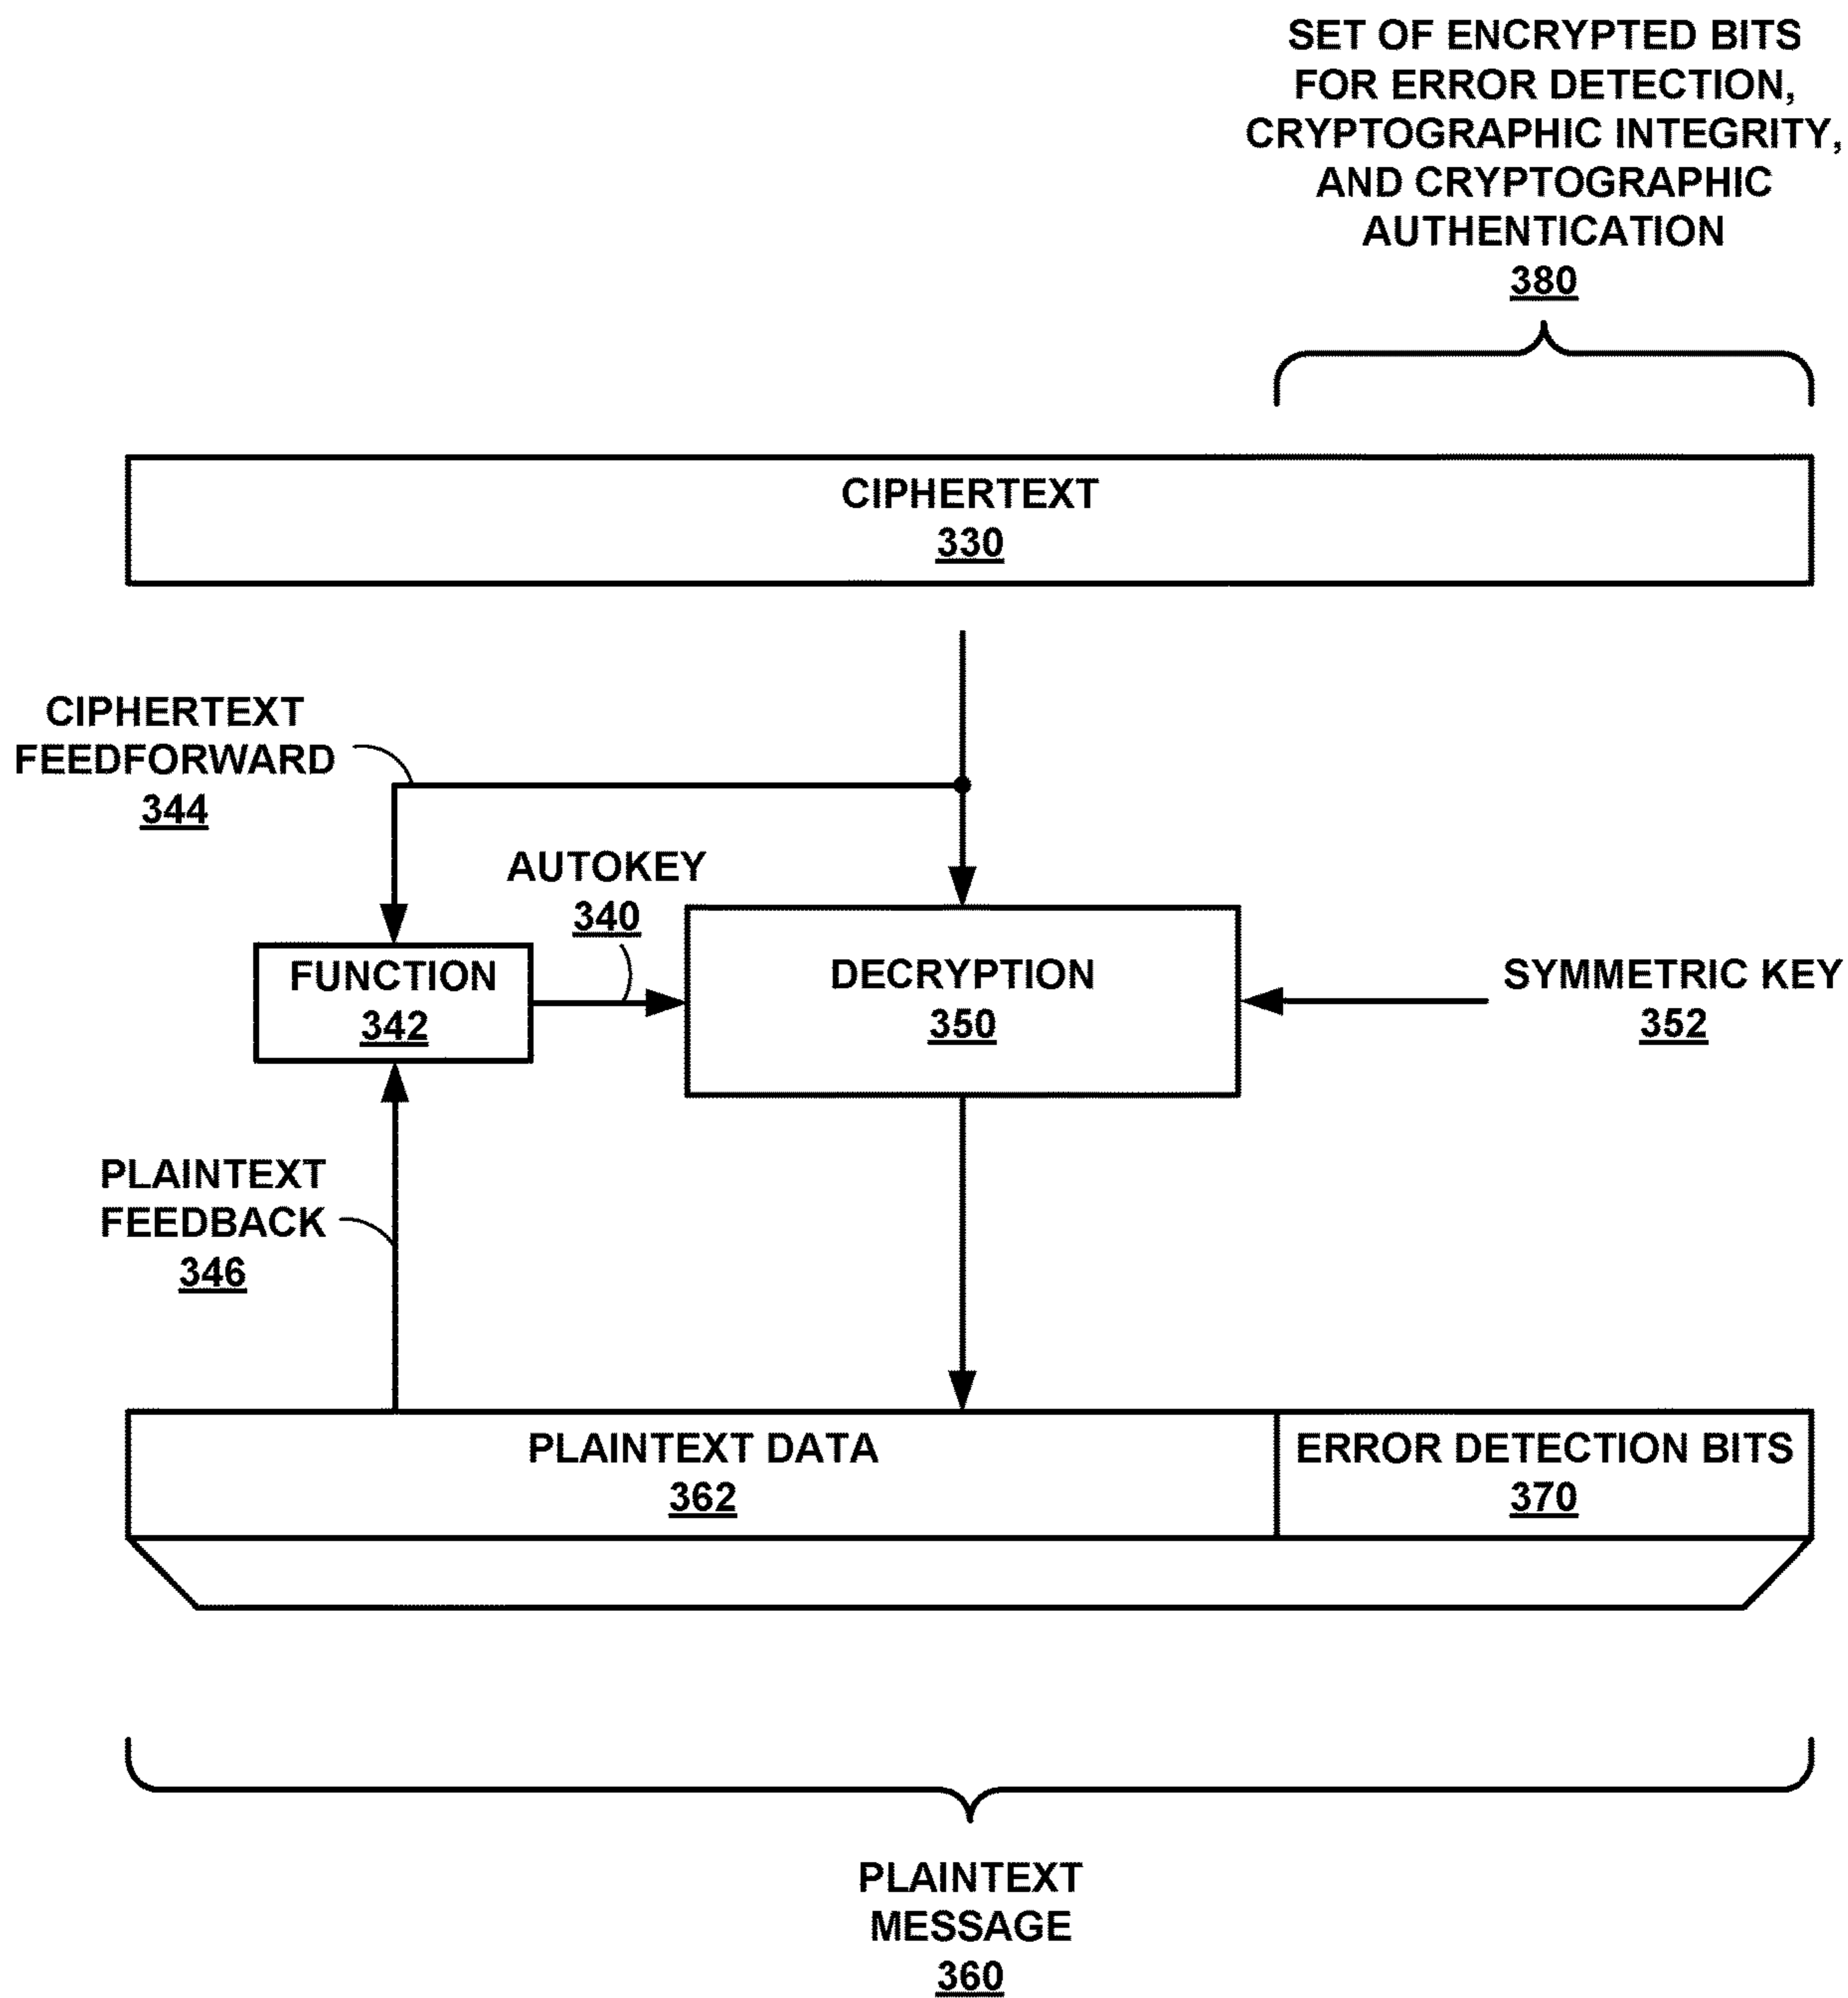 SET OF ENCRYPTED BITS
FOR ERROR DETECTION,
CRYPTOGRAPHIC INTEGRITY,
AND CRYPTOGRAPHIC
AUTHENTICATION
380
CIPHERTEXT
330
CIPHERTEXT
FEEDFORWARD
344
AUTOKEY
340
FUNCTION
342
DECRYPTION
350
SYMMETRIC KEY
352
PLAINTEXT
FEEDBACK
346
PLAINTEXT DATA
362
ERROR DETECTION BITS
370
PLAINTEXT
MESSAGE
360